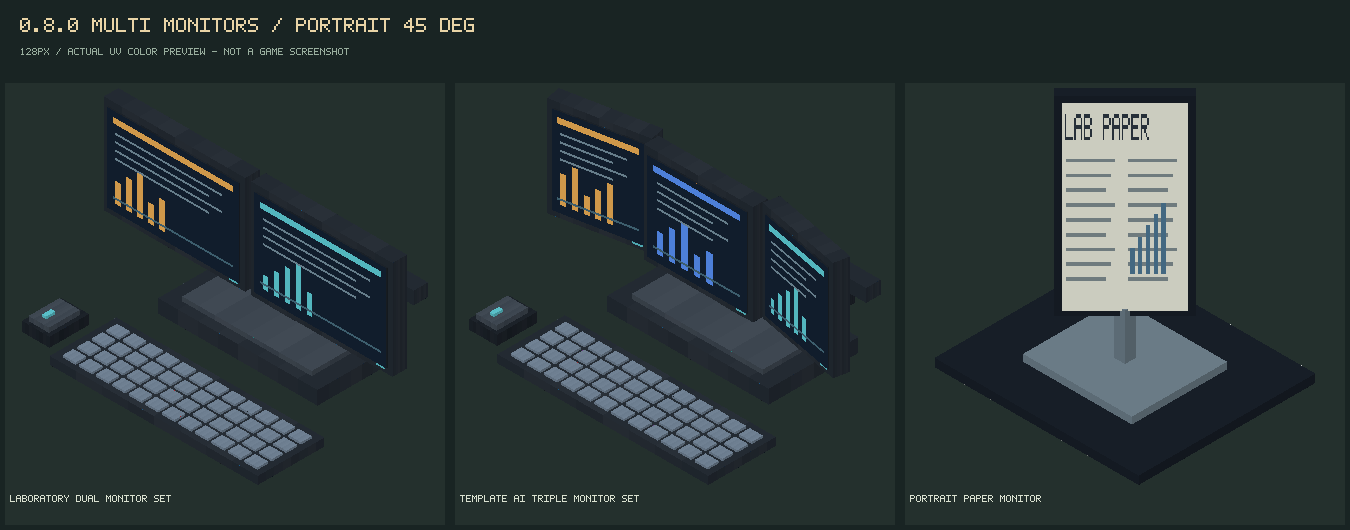 0.8.0 MULTI MONITORS / PORTRAIT 45 DEG
128PX / ACTUAL UV COLOR PREVIEW - NOT A GAME SCREENSHOT
LAB PAPER
LABORATORY DUAL MONITOR SET
TEMPLATE AI TRIPLE MONITOR SET
PORTRAIT PAPER MONITOR